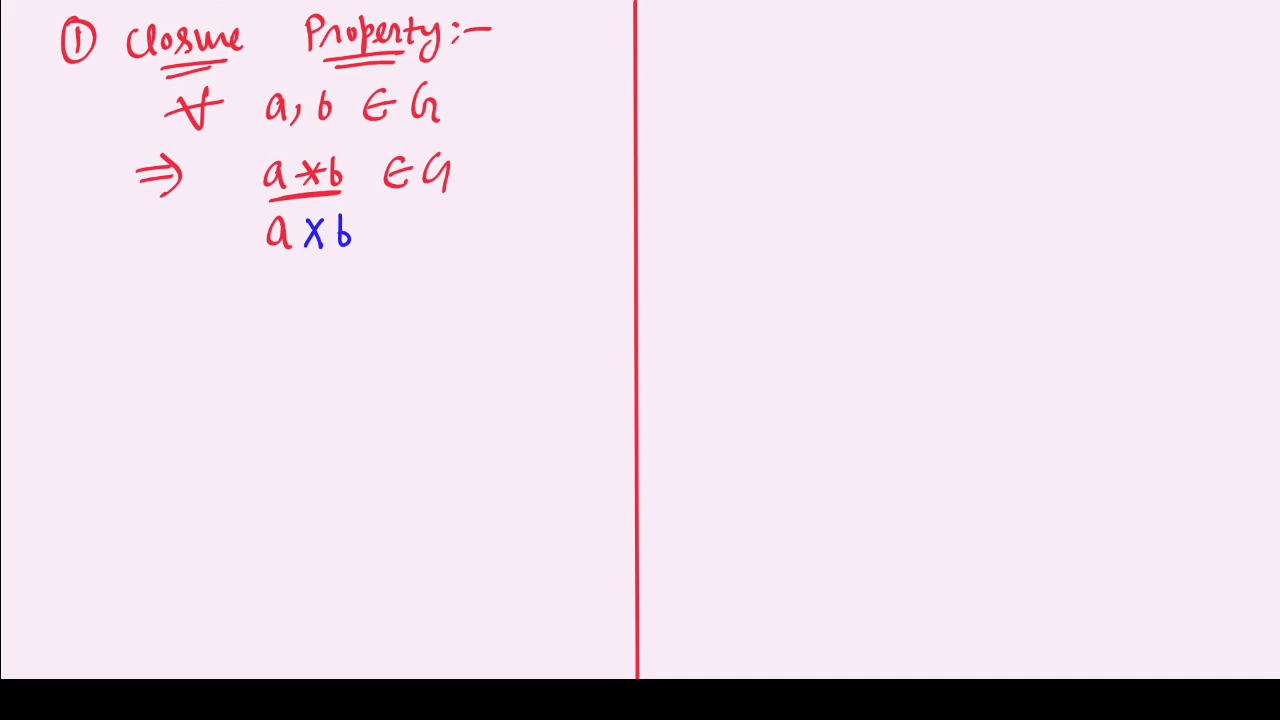 ① Closure Property :-
∀ a, b ∈ G
⇒ a * b ∈ G
a x b